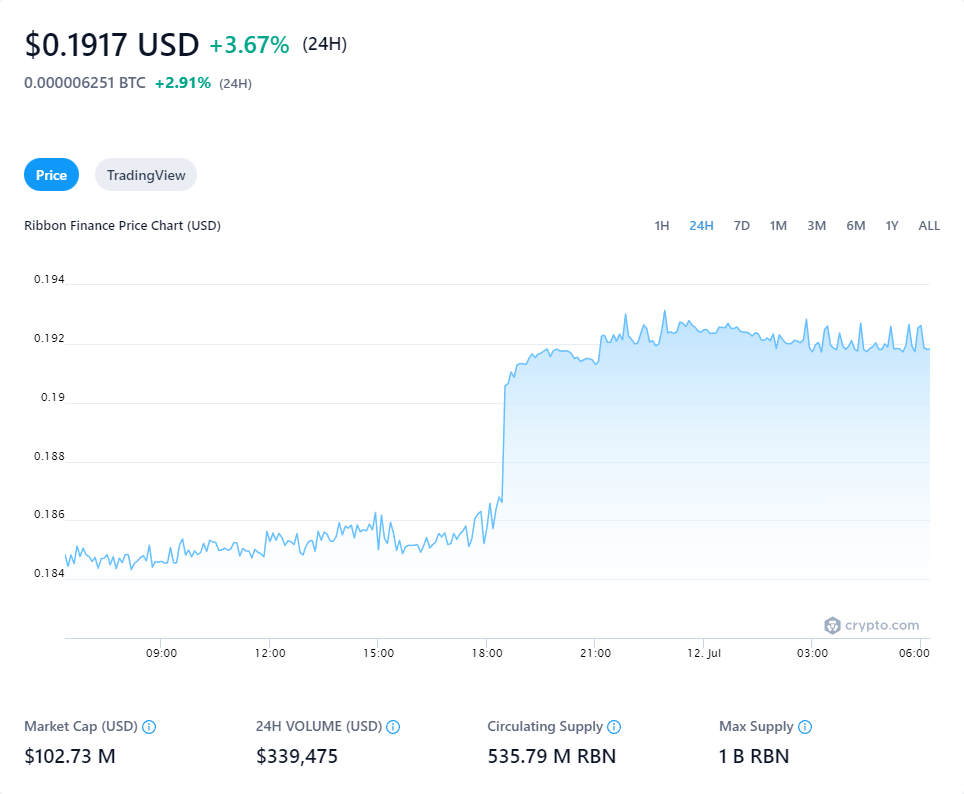 $0.1917 USD +3.67% (24H)
0.000006251 BTC +2.91% (24H)
Price TradingView
Ribbon Finance Price Chart (USD) 1H 24H 7D 1M 3M 6M 1Y ALL
0.194
0.192
0.19
0.188
0.186
0.184
crypto.com
09:00 12:00 15:00 18:00 21:00 12. Jul 03:00 06:00
Market Cap (USD) 24H VOLUME (USD) Circulating Supply Max Supply
$102.73 M $339,475 535.79 M RBN 1 B RBN